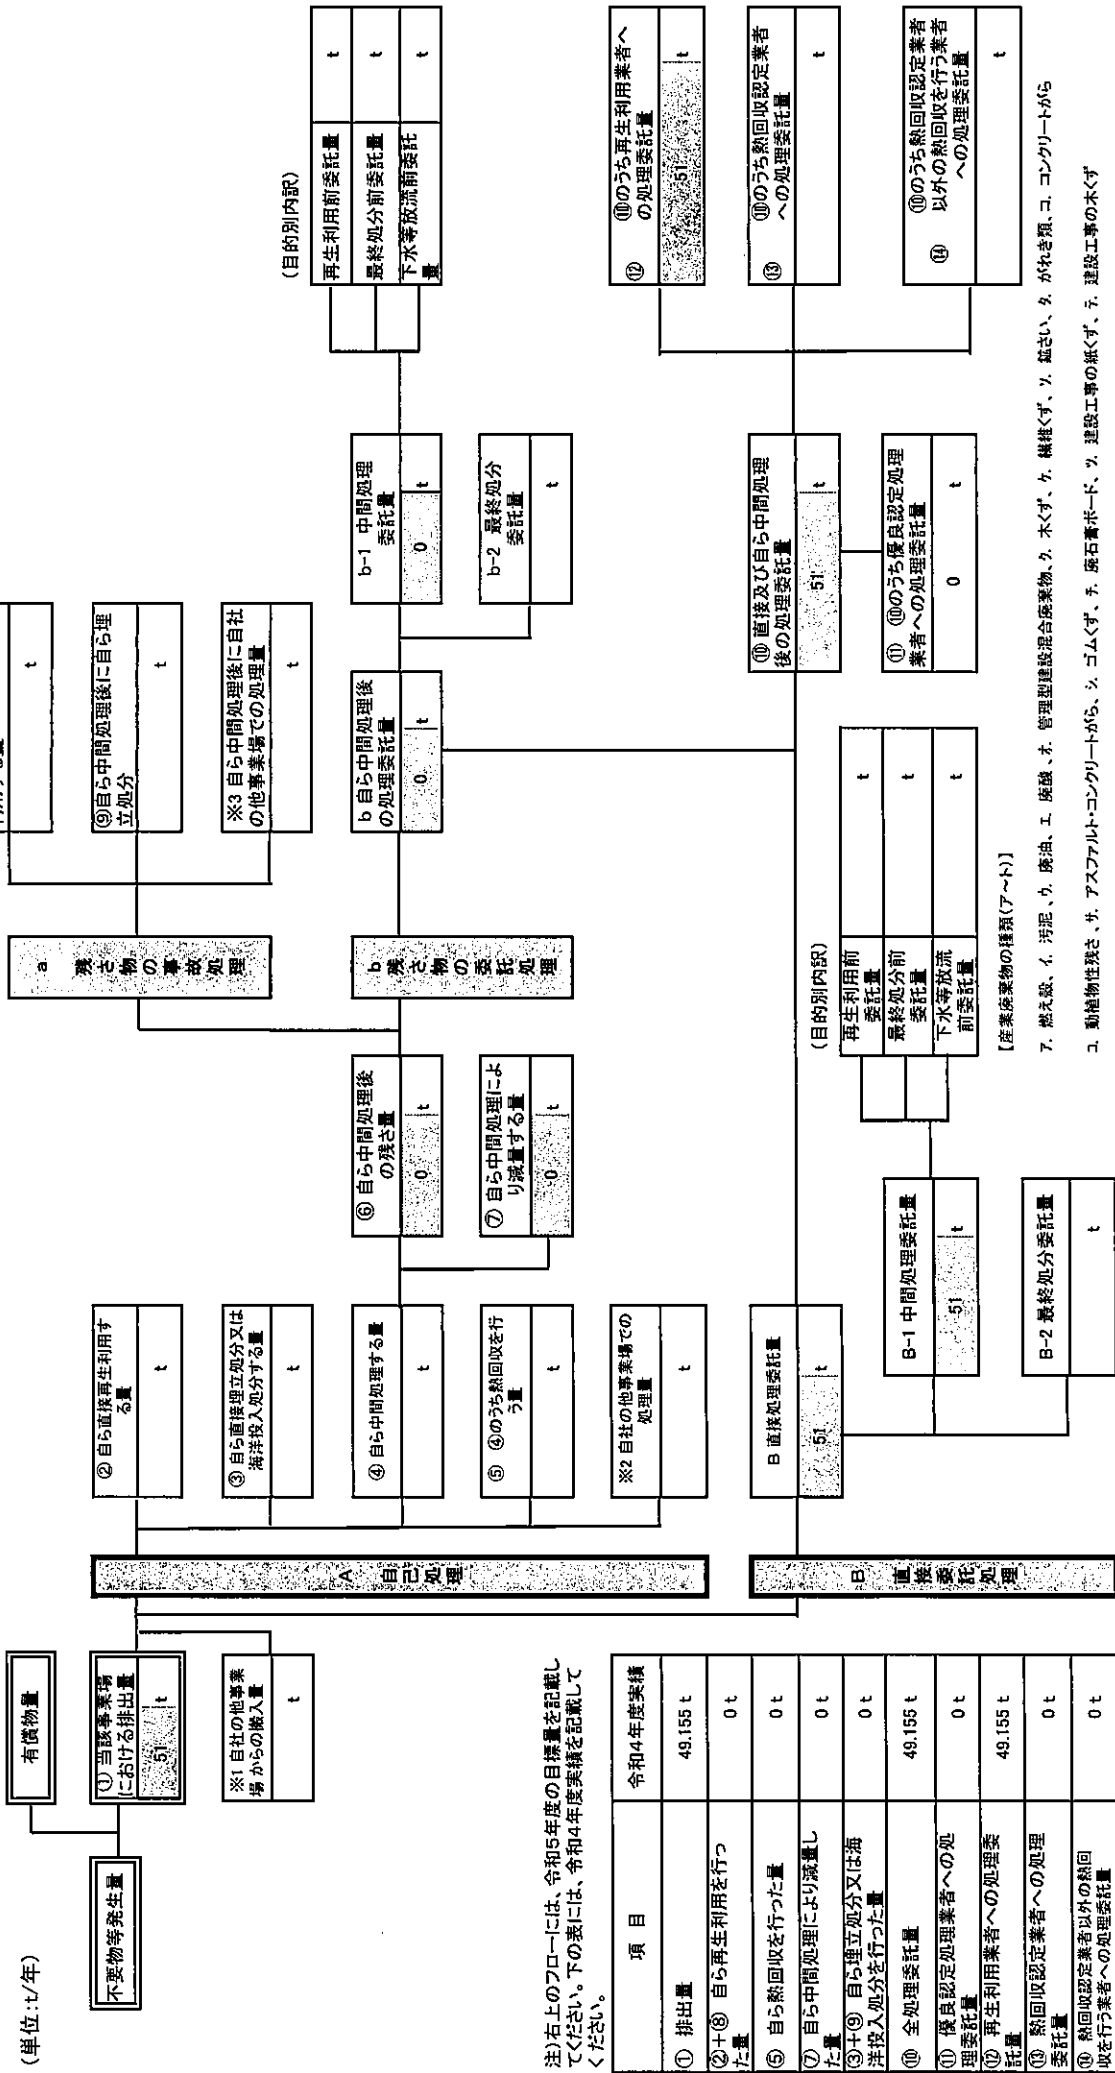 (単位:t/年)
不要物等発生量
有償物量
① 当該事業場
における排出量
51 t
※1 自社の他事業
場 からの搬入量
t
A 自己処理
② 自ら直接再生利用す
る量
t
③ 自ら直接埋立処分又は
海洋投入処分する量
t
④ 自ら中間処理する量
t
⑤ ④のうち熱回収を行
う量
t
※2 自社の他事業場での
処理量
t
⑥ 自ら中間処理後
の残さ量
0 t
⑦ 自ら中間処理によ
り減量する量
0 t
a 残さ物の事故処理
t
⑨自ら中間処理後に自ら埋
立処分
t
※3 自ら中間処理後に自社
の他事業場での処理量
t
b 残さ物の委託処理
b 自ら中間処理後
の処理委託量
0 t
b-1 中間処理
委託量
0 t
b-2 最終処分
委託量
t
(目的別内訳)
再生利用前委託量 t
最終処分前委託量 t
下水等放流前委託
量 t
B 直接委託処理
B 直接処理委託量
51 t
B-1 中間処理委託量
51 t
B-2 最終処分委託量
t
(目的別内訳)
再生利用前
委託量 t
最終処分前
委託量 t
下水等放流
前委託量 t
⑩ 直接及び自ら中間処理
後の処理委託量
51 t
⑪ ⑩のうち優良認定処理
業者への処理委託量
0 t
⑫ ⑩のうち再生利用業者へ
の処理委託量
51 t
⑬ ⑩のうち熱回収認定業者
への処理委託量
t
⑭ ⑩のうち熱回収認定業者
以外の熱回収を行う業者
への処理委託量
t
注)右上のフローには、令和5年度の目標量を記載し
てください。下の表には、令和4年度実績を記載して
ください。
項 目 令和4年度実績
① 排出量 49.155 t
②+⑧ 自ら再生利用を行っ
た量 0 t
⑤ 自ら熱回収を行った量 0 t
⑦ 自ら中間処理により減量し
た量 0 t
③+⑨ 自ら埋立処分又は海
洋投入処分を行った量 0 t
⑩ 全処理委託量 49.155 t
⑪ 優良認定処理業者への処
理委託量 0 t
⑫ 再生利用業者への処理委
託量 49.155 t
⑬ 熱回収認定業者への処理
委託量 0 t
⑭ 熱回収認定業者以外の熱回
収を行う業者への処理委託量 0 t
【産業廃棄物の種類(ア~ト)】
ア. 燃え殻、イ. 汚泥、ウ. 廃油、エ. 廃酸、オ. 管理型建設混合廃棄物、ク. 木くず、ケ. 繊維くず、ソ. 鉱さい、タ. がれき類、コ. コンクリートがら
コ. 動植物性残さ、サ. アスファルト・コンクリートがら、シ. ゴムくず、チ. 廃石膏ボード、ツ. 建設工事の紙くず、テ. 建設工事の木くず